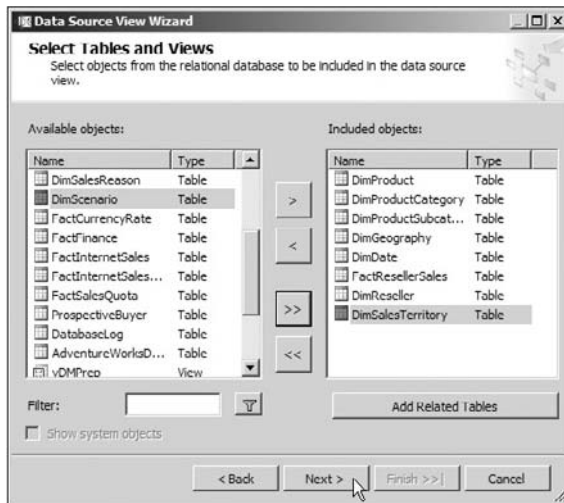 Data Source View Wizard
Select Tables and Views
Select objects from the relational database to be included in the data source
view.
Available objects:
Name Type
DimSalesReason Table
DimScenario Table
FactCurrencyRate Table
FactFinance Table
FactInternetSales Table
FactInternetSales... Table
FactSalesQuota Table
ProspectiveBuyer Table
DatabaseLog Table
AdventureWorksD... Table
vDMPrep View
>
<
>>
<<
Included objects:
Name Type
DimProduct Table
DimProductCategory Table
DimProductSubcat... Table
DimGeography Table
DimDate Table
FactResellerSales Table
DimReseller Table
DimSalesTerritory Table
Filter:
Add Related Tables
Show system objects
< Back Next > Finish >>| Cancel